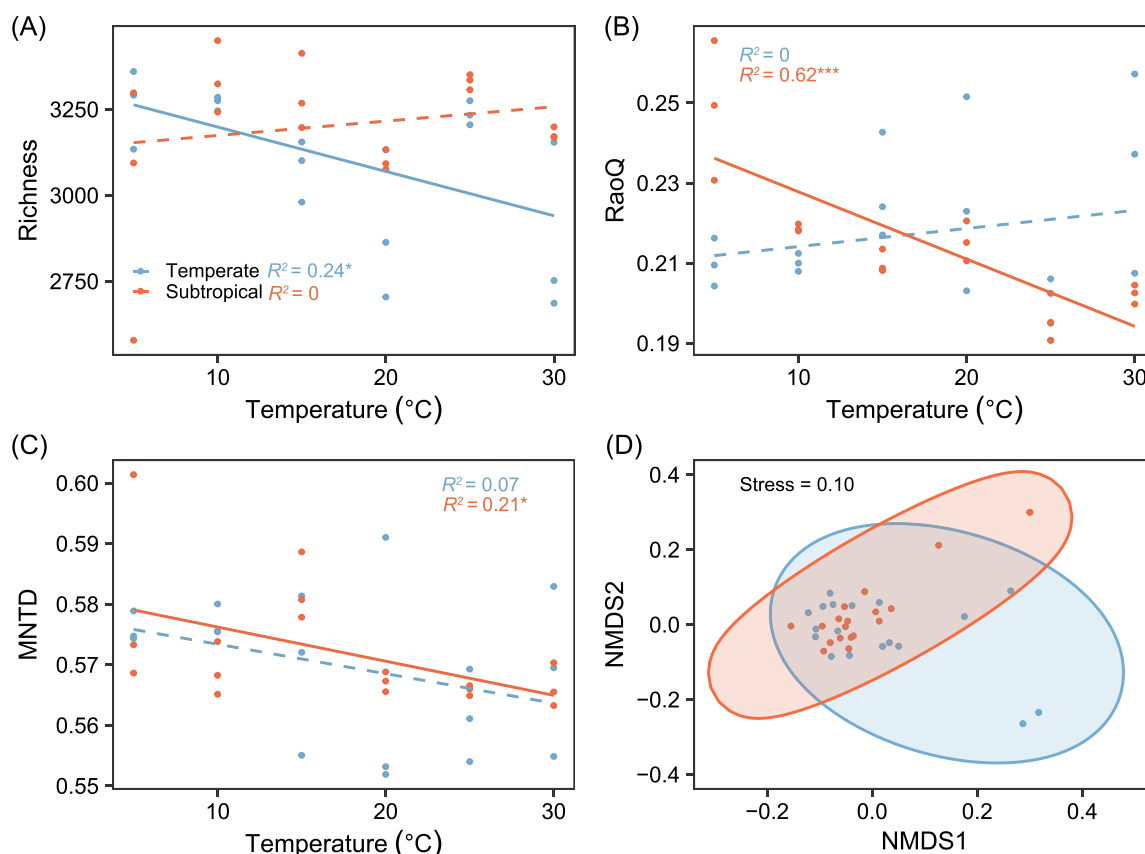 (A)
3250
3000
2750
Richness
Temperate R² = 0.24*
Subtropical R² = 0
10 20 30
Temperature (°C)
(B)
R² = 0
R² = 0.62***
0.25
0.23
0.21
0.19
RaoQ
10 20 30
Temperature (°C)
(C)
R² = 0.07
R² = 0.21*
0.60
0.59
0.58
0.57
0.56
0.55
MNTD
10 20 30
Temperature (°C)
(D)
Stress = 0.10
0.4
0.2
0.0
−0.2
−0.4
NMDS2
−0.2 0.0 0.2 0.4
NMDS1